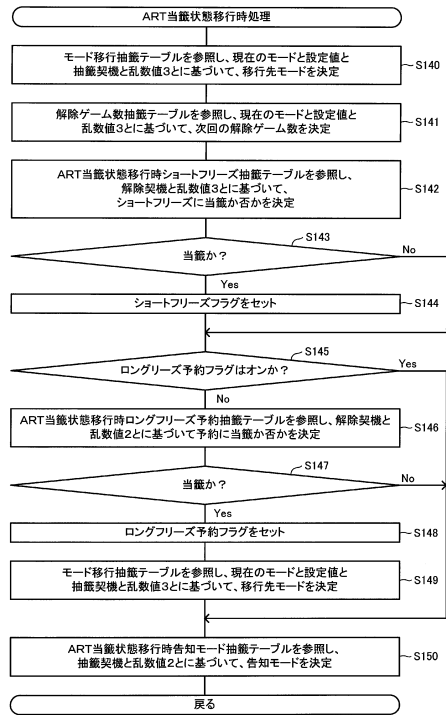 ART当籤状態移行時処理
モード移行抽籤テーブルを参照し、現在のモードと設定値と
抽籤契機と乱数値3とに基づいて、移行先モードを決定
S140
解除ゲーム数抽籤テーブルを参照し、現在のモードと設定値と
乱数値3とに基づいて、次回の解除ゲーム数を決定
S141
ART当籤状態移行時ショートフリーズ抽籤テーブルを参照し、
解除契機と乱数値3とに基づいて、
ショートフリーズに当籤か否かを決定
S142
S143
当籤か?
No
Yes
ショートフリーズフラグをセット
S144
S145
ロングリーズ予約フラグはオンか?
Yes
No
ART当籤状態移行時ロングフリーズ予約抽籤テーブルを参照し、解除契機と
乱数値2とに基づいて予約に当籤か否かを決定
S146
S147
当籤か?
No
Yes
ロングフリーズ予約フラグをセット
S148
モード移行抽籤テーブルを参照し、現在のモードと設定値と
抽籤契機と乱数値3とに基づいて、移行先モードを決定
S149
ART当籤状態移行時告知モード抽籤テーブルを参照し、
抽籤契機と乱数値2とに基づいて、告知モードを決定
S150
戻る